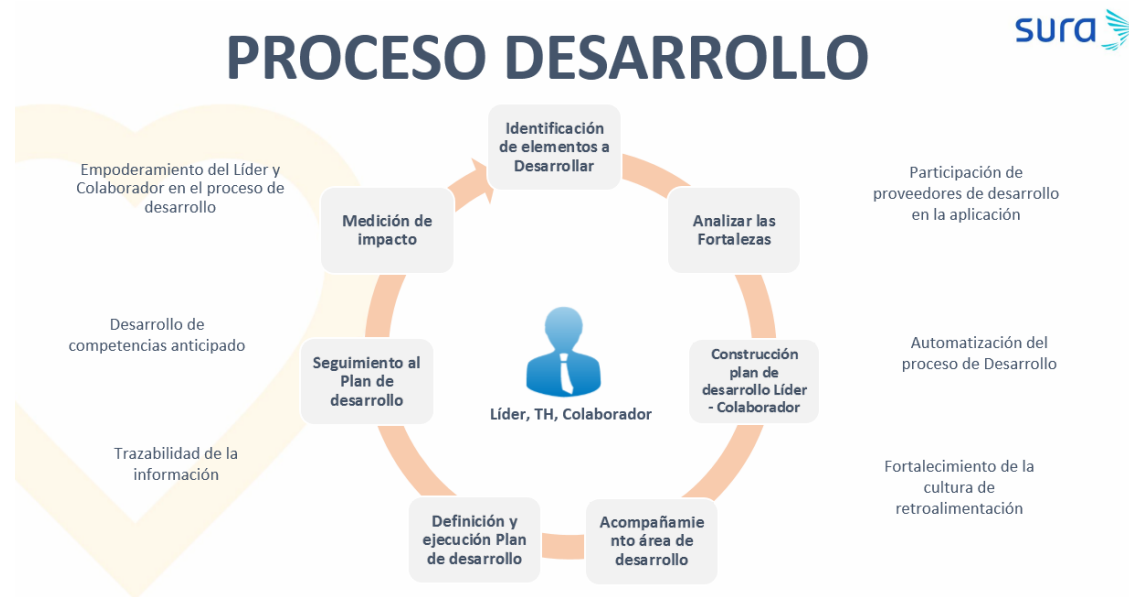 sura
PROCESO DESARROLLO
Identificación
de elementos a
Desarrollar
Analizar las
Fortalezas
Construcción
plan de
desarrollo Líder
- Colaborador
Acompañamie
nto área de
desarrollo
Definición y
ejecución Plan
de desarrollo
Seguimiento al
Plan de
desarrollo
Medición de
impacto
Líder, TH, Colaborador
Empoderamiento del Líder y
Colaborador en el proceso de
desarrollo
Desarrollo de
competencias anticipado
Trazabilidad de la
información
Participación de
proveedores de desarrollo
en la aplicación
Automatización del
proceso de Desarrollo
Fortalecimiento de la
cultura de
retroalimentación